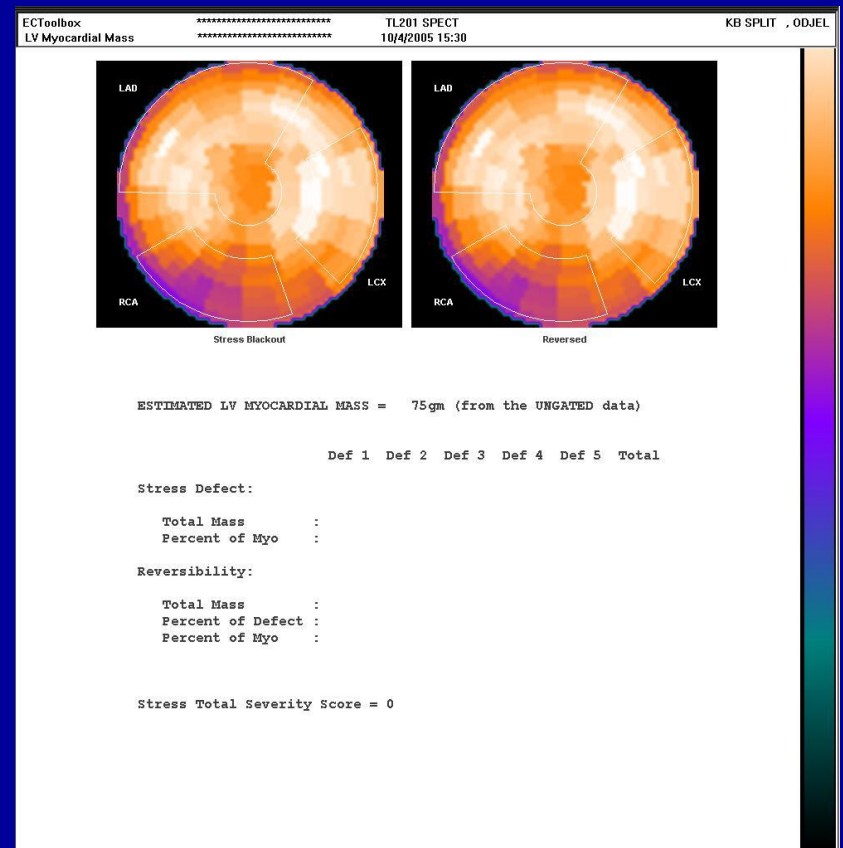 ECToolbox *************************** TL201 SPECT KB SPLIT , ODJEL
LV Myocardial Mass *************************** 10/4/2005 15:30
LAD LAD
LCX LCX
RCA RCA
Stress Blackout Reversed
ESTIMATED LV MYOCARDIAL MASS = 75gm (from the UNGATED data)
Def 1 Def 2 Def 3 Def 4 Def 5 Total
Stress Defect:
Total Mass :
Percent of Myo :
Reversibility:
Total Mass :
Percent of Defect :
Percent of Myo :
Stress Total Severity Score = 0